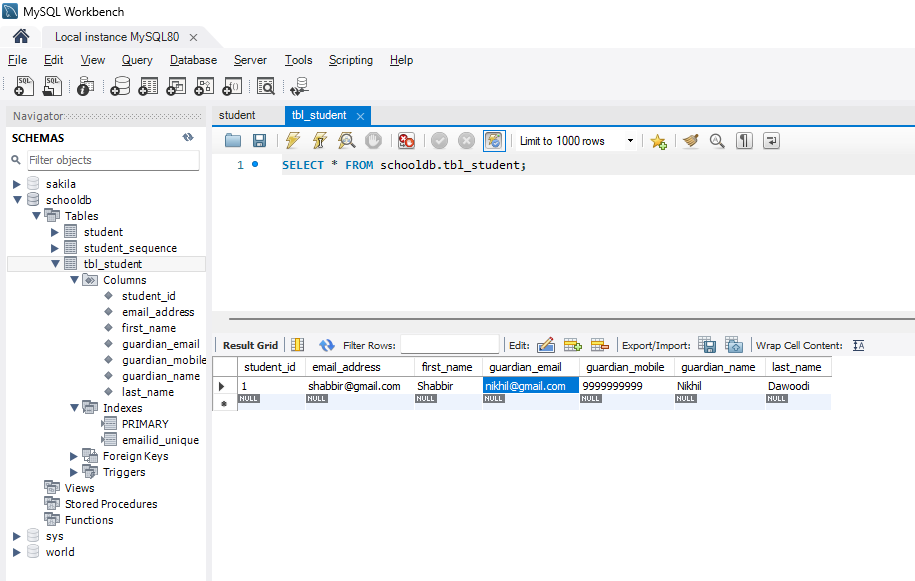 MySQL Workbench
Local instance MySQL80 ×
File Edit View Query Database Server Tools Scripting Help
Navigator
SCHEMAS
Filter objects
sakila
schooldb
Tables
student
student_sequence
tbl_student
Columns
student_id
email_address
first_name
guardian_email
guardian_mobile
guardian_name
last_name
Indexes
PRIMARY
emailid_unique
Foreign Keys
Triggers
Views
Stored Procedures
Functions
sys
world
student tbl_student ×
Limit to 1000 rows
1 SELECT * FROM schooldb.tbl_student;
Result Grid Filter Rows: Edit: Export/Import: Wrap Cell Content: IA
student_id email_address first_name guardian_email guardian_mobile guardian_name last_name
1 shabbir@gmail.com Shabbir nikhil@gmail.com 9999999999 Nikhil Dawoodi
NULL NULL NULL NULL NULL NULL NULL